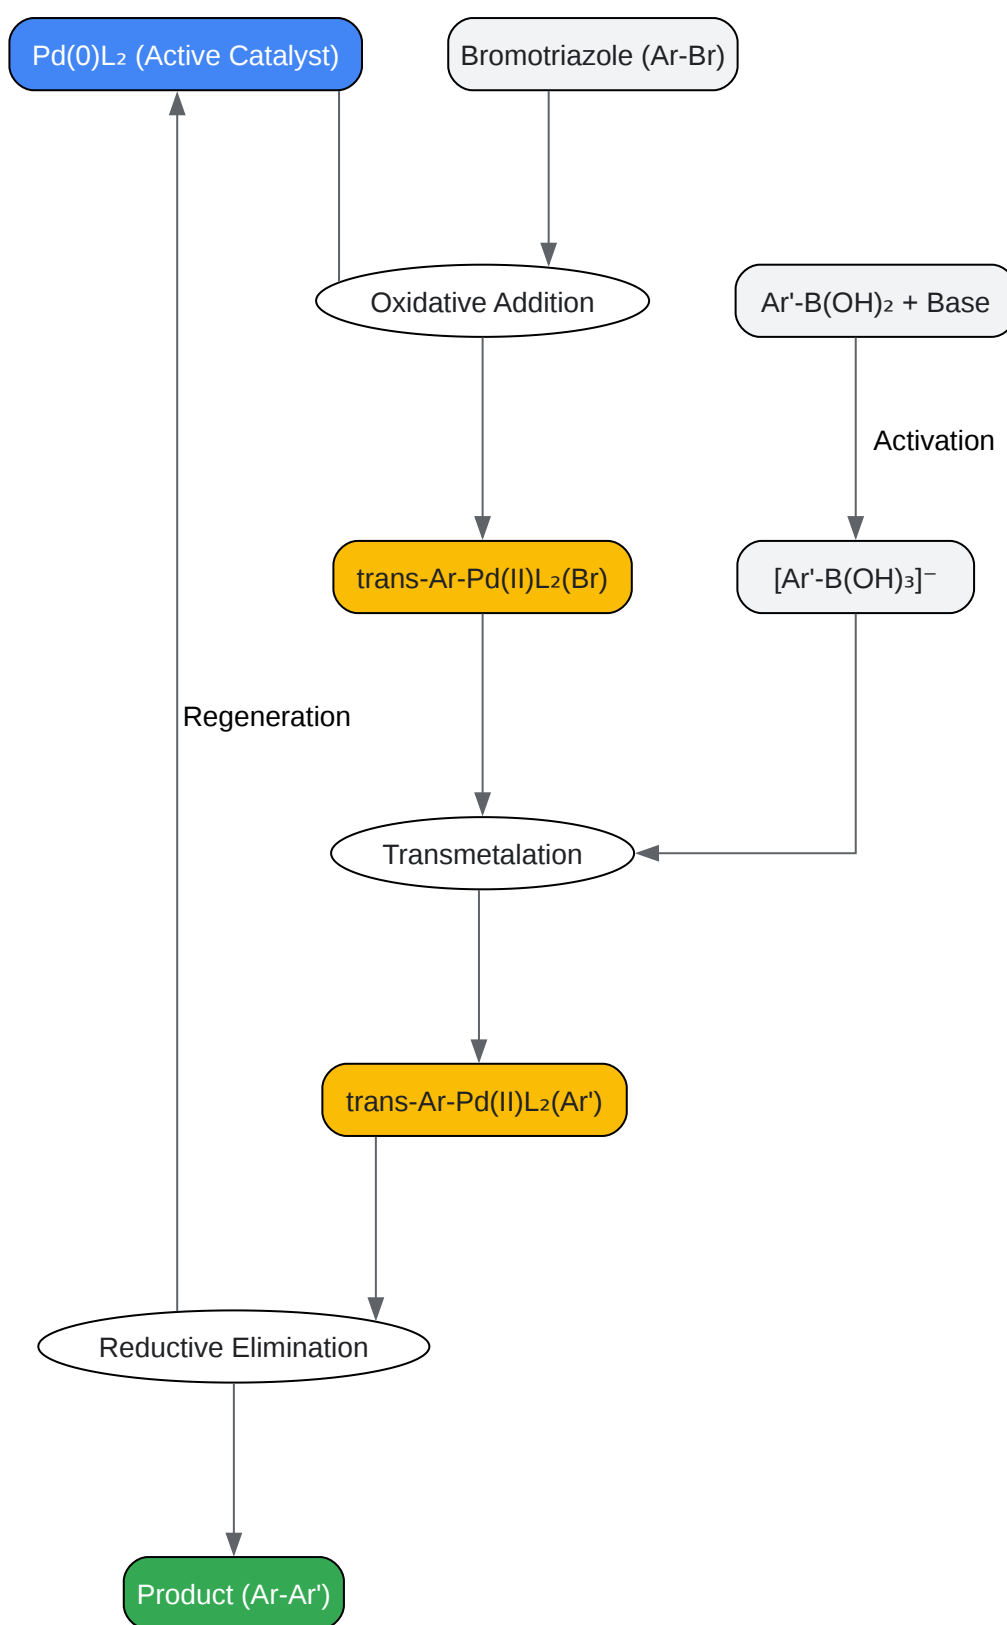 Pd(0)L₂ (Active Catalyst)
Bromotriazole (Ar-Br)
Oxidative Addition
Ar'-B(OH)₂ + Base
Activation
trans-Ar-Pd(II)L₂(Br)
[Ar'-B(OH)₃]⁻
Regeneration
Transmetalation
trans-Ar-Pd(II)L₂(Ar')
Reductive Elimination
Product (Ar-Ar')